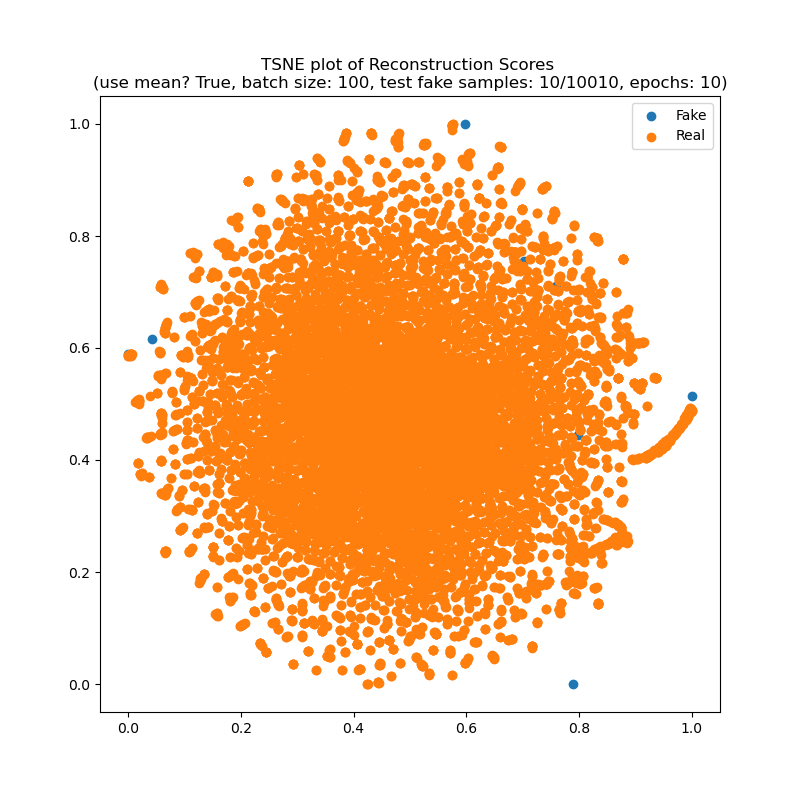 TSNE plot of Reconstruction Scores
(use mean? True, batch size: 100, test fake samples: 10/10010, epochs: 10)
Fake
Real
1.0
0.8
0.6
0.4
0.2
0.0
0.0 0.2 0.4 0.6 0.8 1.0